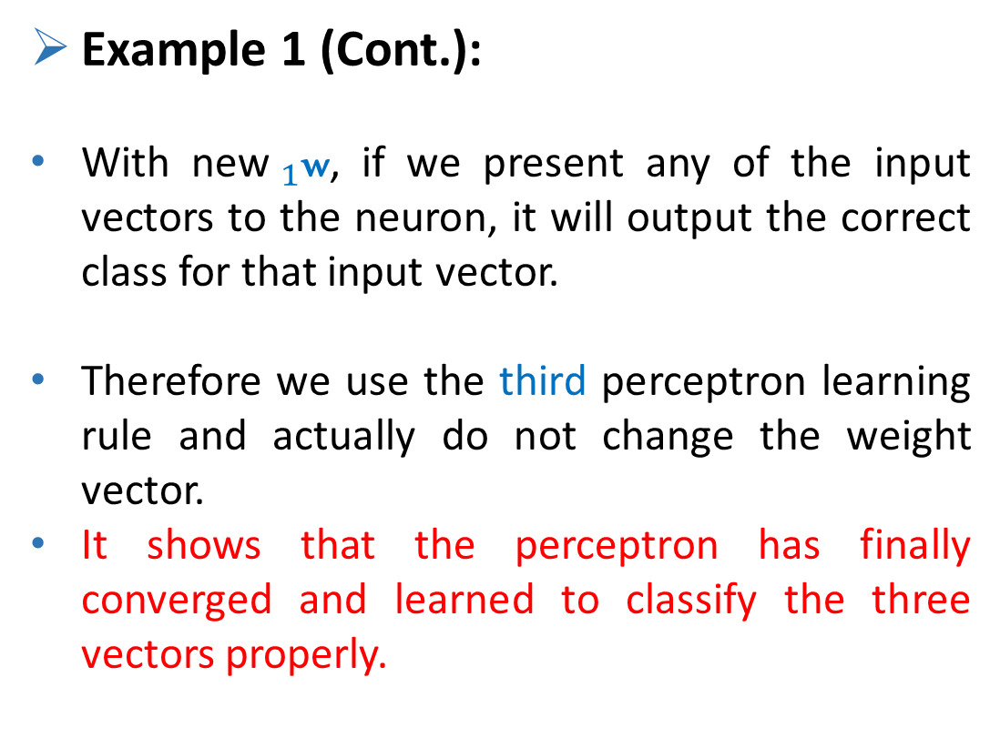 ➢ Example 1 (Cont.):
• With new ₁𝐰, if we present any of the input
vectors to the neuron, it will output the correct
class for that input vector.
• Therefore we use the third perceptron learning
rule and actually do not change the weight
vector.
• It shows that the perceptron has finally
converged and learned to classify the three
vectors properly.